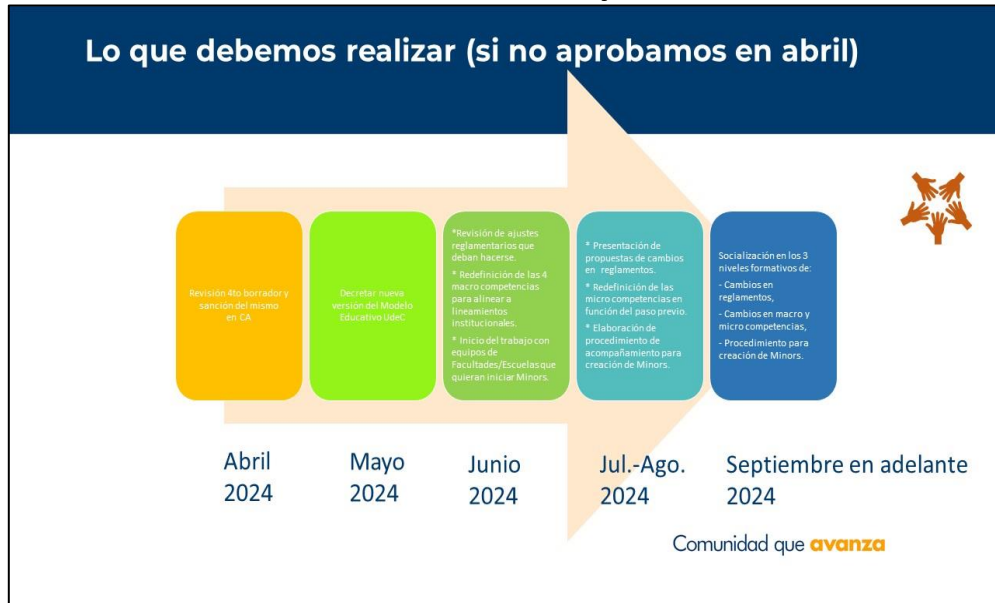 Lo que debemos realizar (si no aprobamos en abril)
Revisión 4to borrador y
sanción del mismo
en CA
Decretar nueva
versión del Modelo
Educativo UdeC
*Revisión de ajustes
reglamentarios que
deban hacerse.
* Redefinición de las 4
macro competencias
para alinear a
lineamientos
institucionales.
* Inicio del trabajo con
equipos de
Facultades/Escuelas que
quieran iniciar Minors.
* Presentación de
propuestas de cambios
en reglamentos.
* Redefinición de las
micro competencias en
función del paso previo.
* Elaboración de
procedimiento de
acompañamiento para
creación de Minors.
Socialización en los 3
niveles formativos de:
- Cambios en
reglamentos,
- Cambios en macro y
micro competencias,
- Procedimiento para
creación de Minors.
Abril
2024
Mayo
2024
Junio
2024
Jul.-Ago.
2024
Septiembre en adelante
2024
Comunidad que avanza